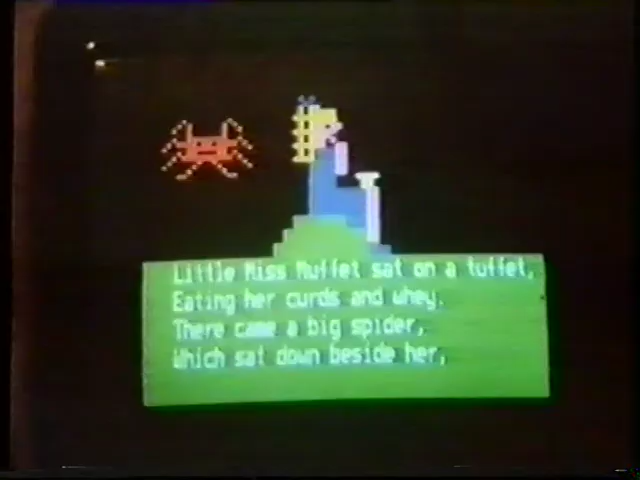 Little Miss Muffet sat on a tuffet,
Eating her curds and whey.
There came a big spider,
Which sat down beside her,